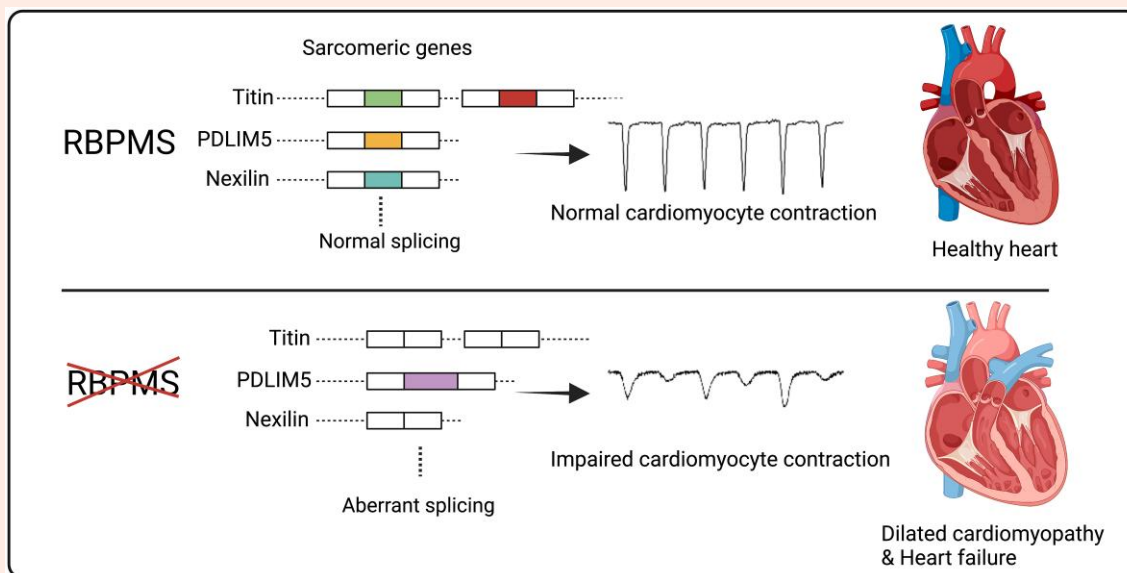 Sarcomeric genes
Titin
RBPMS
PDLIM5
Nexilin
Normal splicing
Normal cardiomyocyte contraction
Healthy heart
Titin
RBPMS
PDLIM5
Nexilin
Aberrant splicing
Impaired cardiomyocyte contraction
Dilated cardiomyopathy
& Heart failure